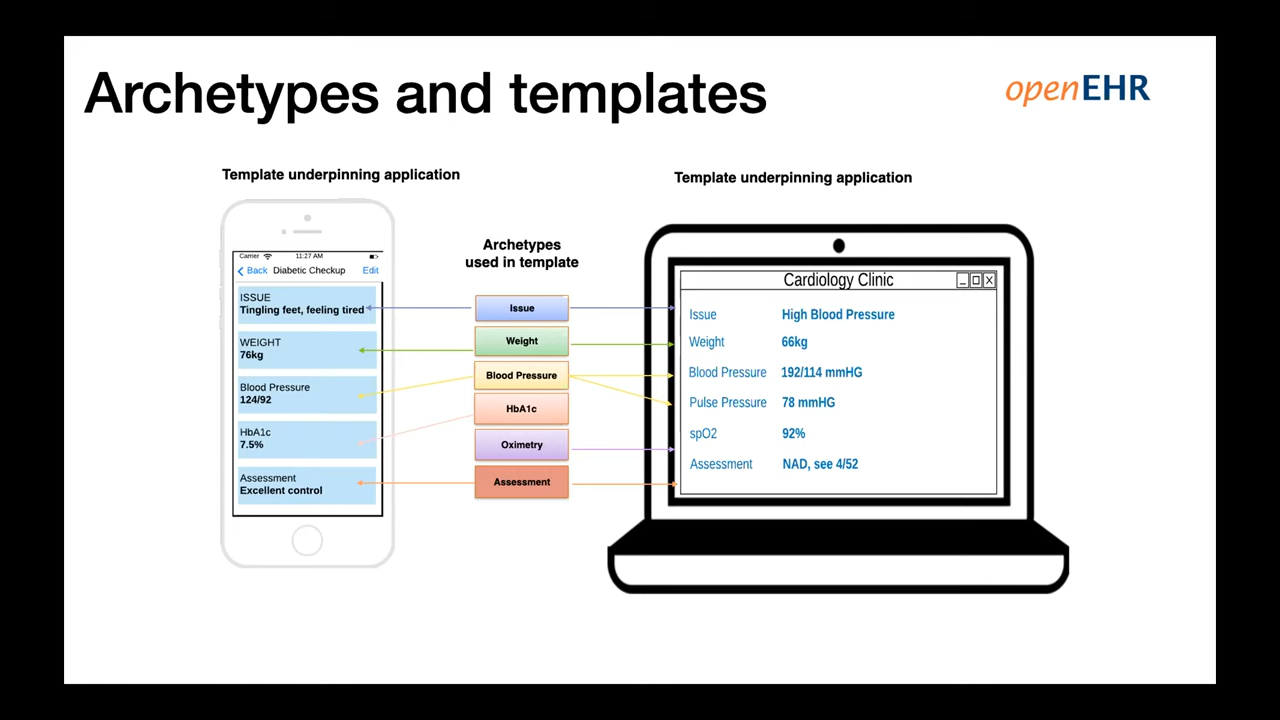 Archetypes and templates
openEHR
Template underpinning application
Template underpinning application
Carrier 11:27 AM
Back Diabetic Checkup Edit
ISSUE
Tingling feet, feeling tired
WEIGHT
76kg
Blood Pressure
124/92
HbA1c
7.5%
Assessment
Excellent control
Archetypes
used in template
Issue
Weight
Blood Pressure
HbA1c
Oximetry
Assessment
Cardiology Clinic
Issue High Blood Pressure
Weight 66kg
Blood Pressure 192/114 mmHG
Pulse Pressure 78 mmHG
spO2 92%
Assessment NAD, see 4/52